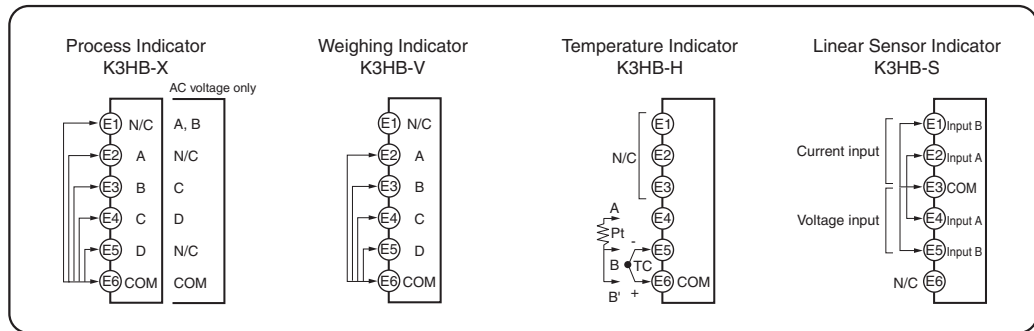 Process Indicator
K3HB-X
AC voltage only
E1 N/C A, B
E2 A N/C
E3 B C
E4 C D
E5 D N/C
E6 COM COM
Weighing Indicator
K3HB-V
E1 N/C
E2 A
E3 B
E4 C
E5 D
E6 COM
Temperature Indicator
K3HB-H
E1
N/C E2
E3
A E4
Pt
- E5
B TC
B' + E6 COM
Linear Sensor Indicator
K3HB-S
E1 Input B
Current input
E2 Input A
E3 COM
Voltage input E4 Input A
E5 Input B
N/C E6